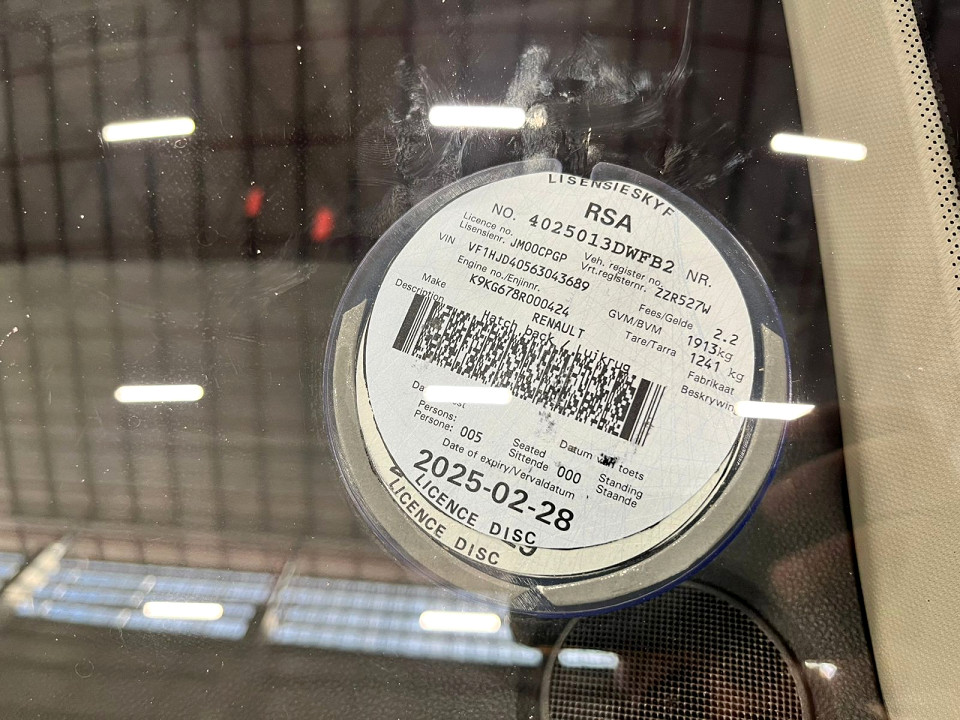 LISENSIESKYF
RSA
NO. 4025013DWFB2 NR.
Licence no. Lisensienr. JM00CPGP Veh. register no. Vrt.registernr. ZZR527W
VIN VF1HJD40563043689 Fees/Gelde 2.2
Engine no./Enjinnr. K9KG678R000424 GVM/BVM 1913kg
Make RENAULT Tare/Tarra 1241 kg Fabrikaat
Description Hatch back / Luikrug Beskrywing
Datum toets
Persons: Persone: 005 Seated Sittende 000 Standing Staande
Date of expiry/Vervaldatum
2025-02-28
LICENCE DISC
LICENCE DISC